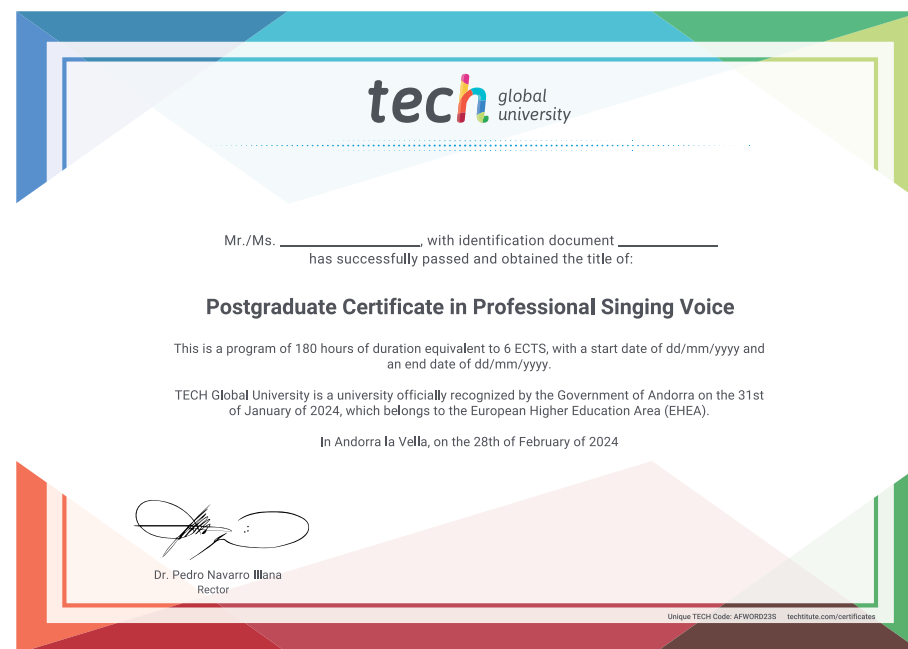 tech global university
Mr./Ms. ____________________, with identification document ______________
has successfully passed and obtained the title of:
Postgraduate Certificate in Professional Singing Voice
This is a program of 180 hours of duration equivalent to 6 ECTS, with a start date of dd/mm/yyyy and
an end date of dd/mm/yyyy.
TECH Global University is a university officially recognized by the Government of Andorra on the 31st
of January of 2024, which belongs to the European Higher Education Area (EHEA).
In Andorra la Vella, on the 28th of February of 2024
Dr. Pedro Navarro Illana
Rector
Unique TECH Code: AFWORD23S techtitute.com/certificates